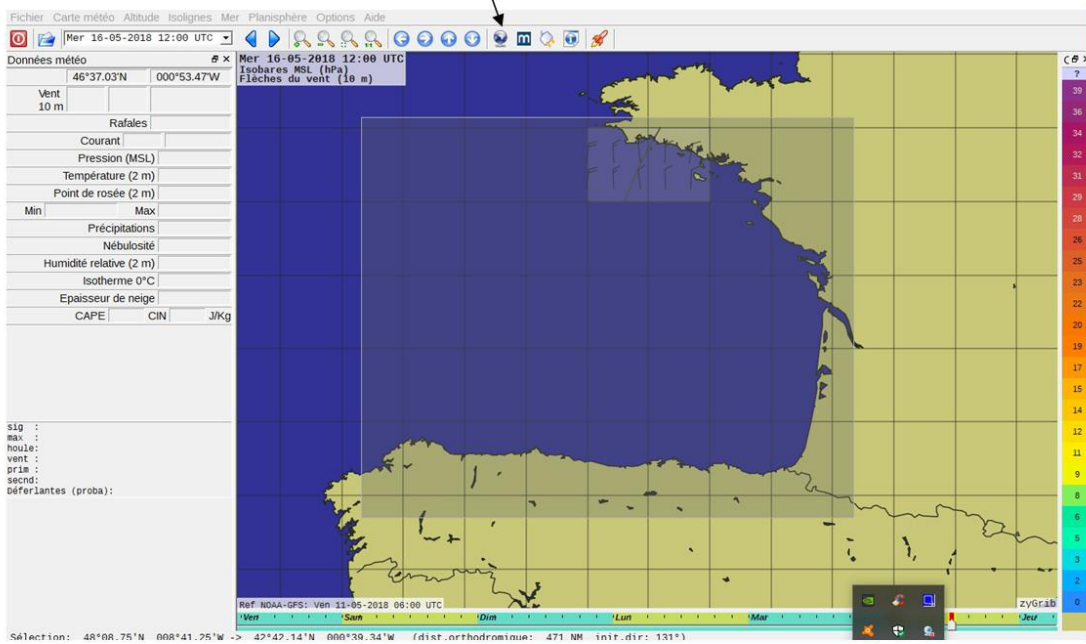 Fichier Carte météo Altitude Isolignes Mer Planisphère Options Aide
Mer 16-05-2018 12:00 UTC
Données météo
46°37.03'N 000°53.47'W
Vent
10 m
Rafales
Courant
Pression (MSL)
Température (2 m)
Point de rosée (2 m)
Min Max
Précipitations
Nébulosité
Humidité relative (2 m)
Isotherme 0°C
Epaisseur de neige
CAPE CIN J/Kg
sig :
max :
houle:
vent :
prim :
secnd:
Déferlantes (proba):
Mer 16-05-2018 12:00 UTC
Isobares MSL (hPa)
Flèches du vent (10 m)
m
?
39
36
34
32
31
29
28
26
25
23
22
20
19
17
15
14
12
11
9
8
6
5
3
2
0
Ref NOAA-GFS: Ven 11-05-2018 06:00 UTC
zyGrib
Ven Sam Dim Lun Mar Jeu
Sélection: 48°08.75'N 008°41.25'W -> 42°42.14'N 000°39.34'W (dist.orthodromique: 471 NM init.dir: 131°)